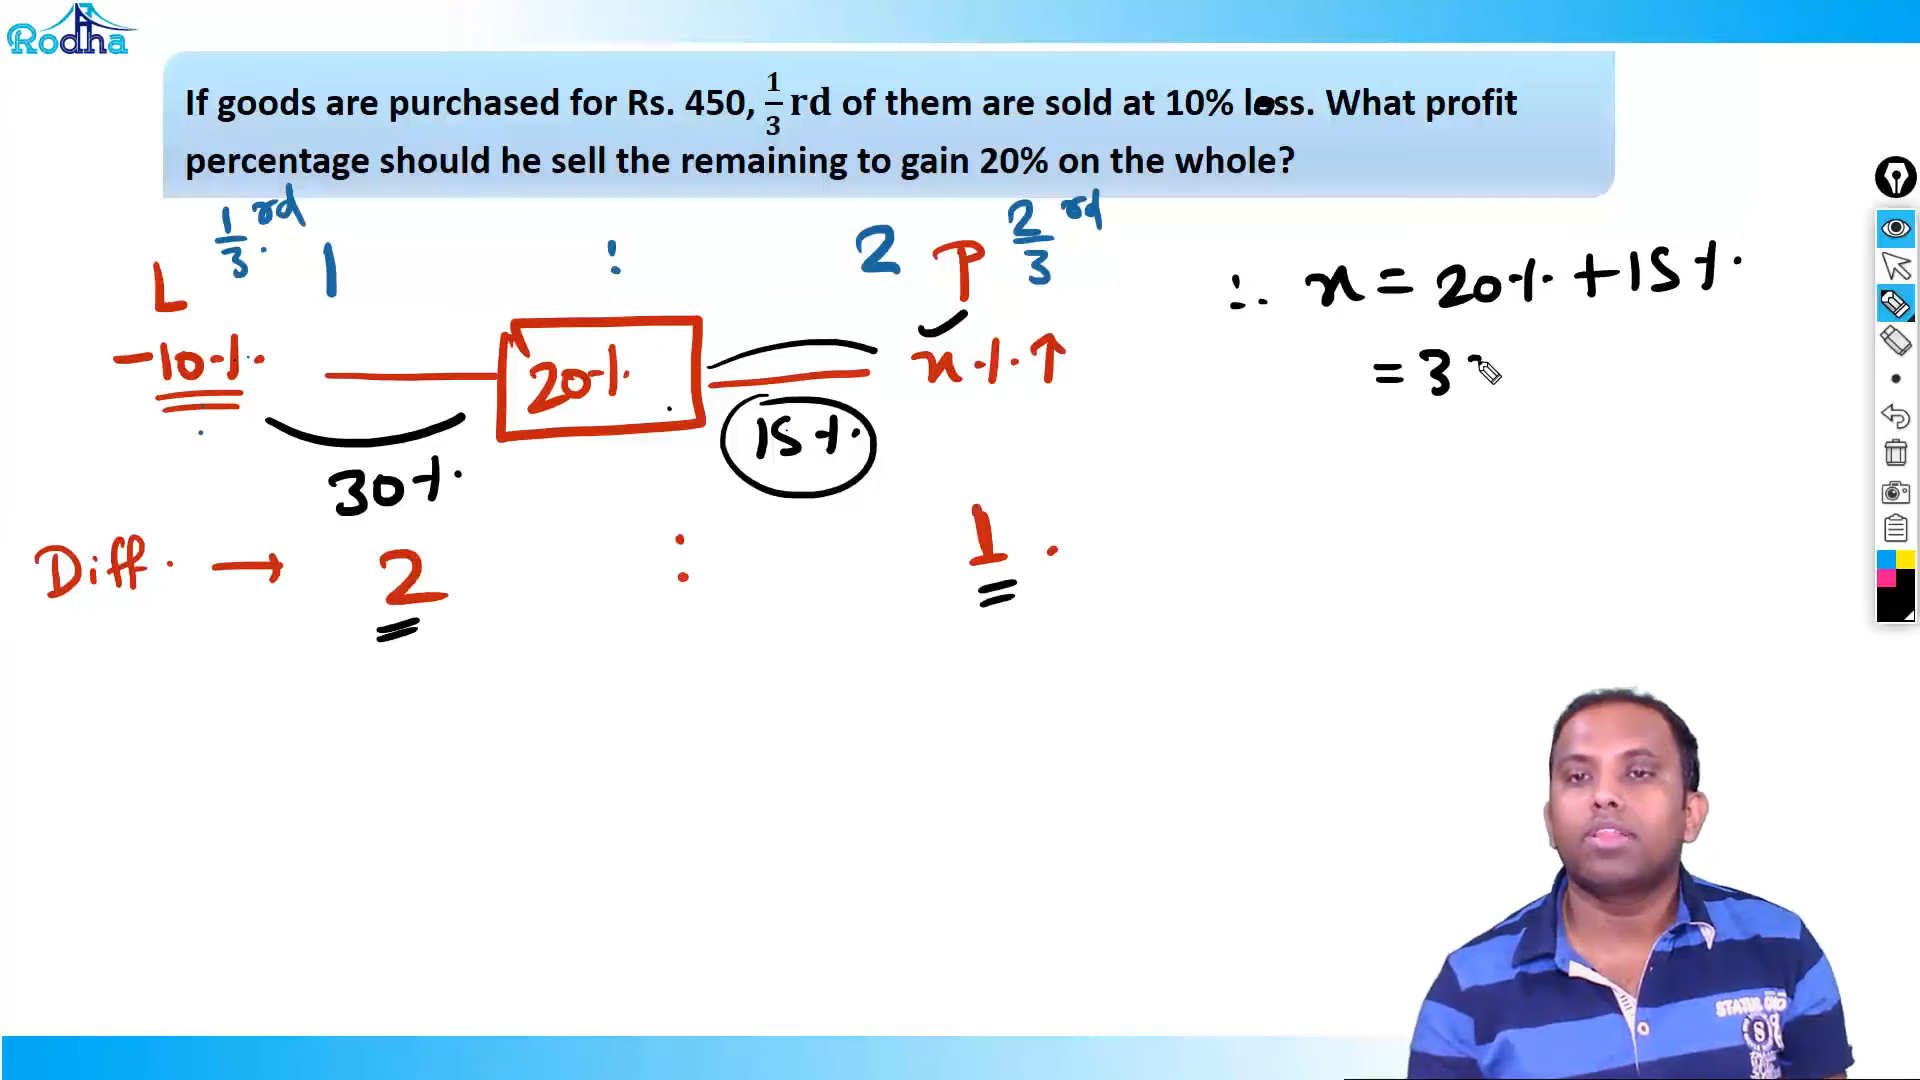 Rodha
If goods are purchased for Rs. 450, 1/3 rd of them are sold at 10% loss. What profit
percentage should he sell the remaining to gain 20% on the whole?
1/3 rd 1 : 2 2/3 rd
L P
-10% 20% x% ↑
30% 15%
Diff. → 2 : 1
∴ x = 20% + 15%
= 3
STATUS